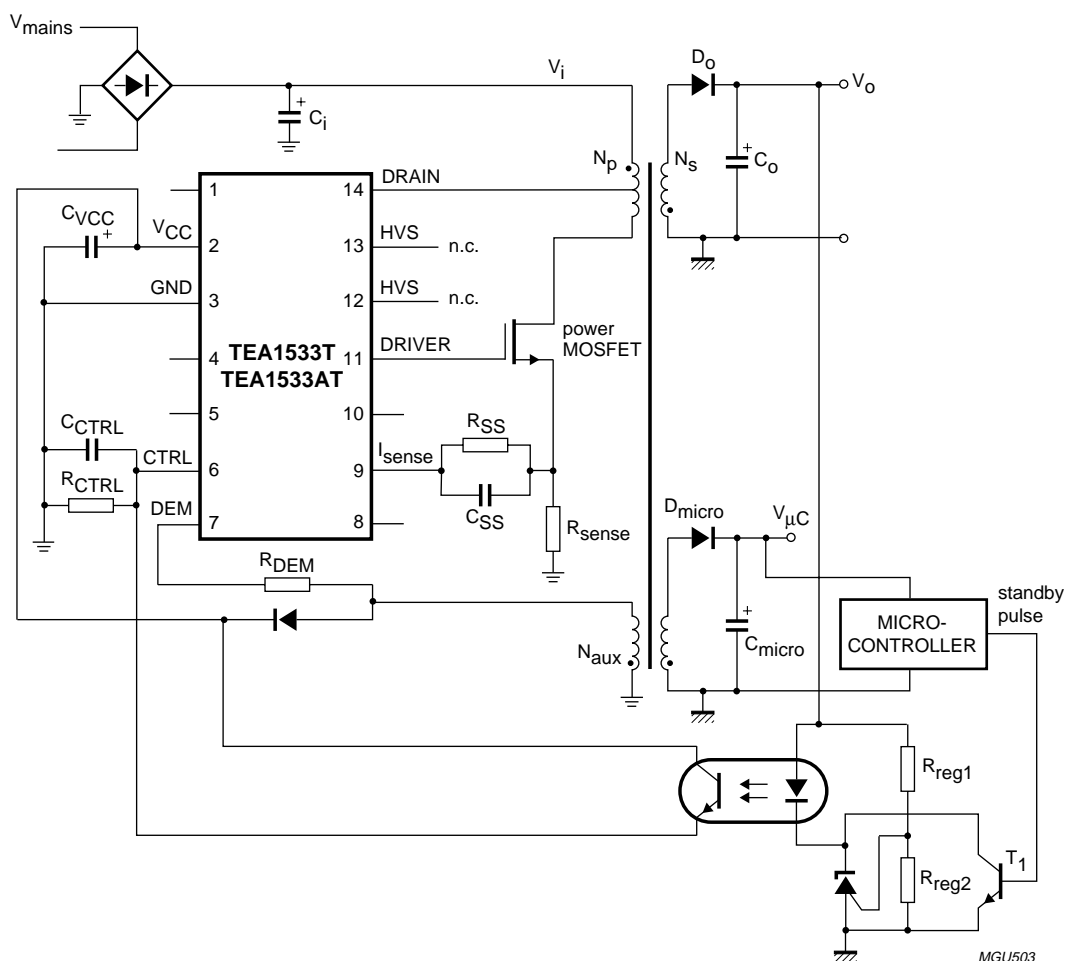 Vmains
Vi
Ci
Do
Vo
Np
Ns
Co
CVCC
VCC
GND
CCTRL
CTRL
RCTRL
DEM
1
2
3
4
5
6
7
TEA1533T
TEA1533AT
14
13
12
11
10
9
8
DRAIN
HVS
n.c.
HVS
n.c.
DRIVER
power
MOSFET
Isense
RSS
CSS
Rsense
RDEM
Naux
Dmicro
VμC
Cmicro
MICRO-
CONTROLLER
standby
pulse
Rreg1
Rreg2
T1
MGU503
+
+
+
+